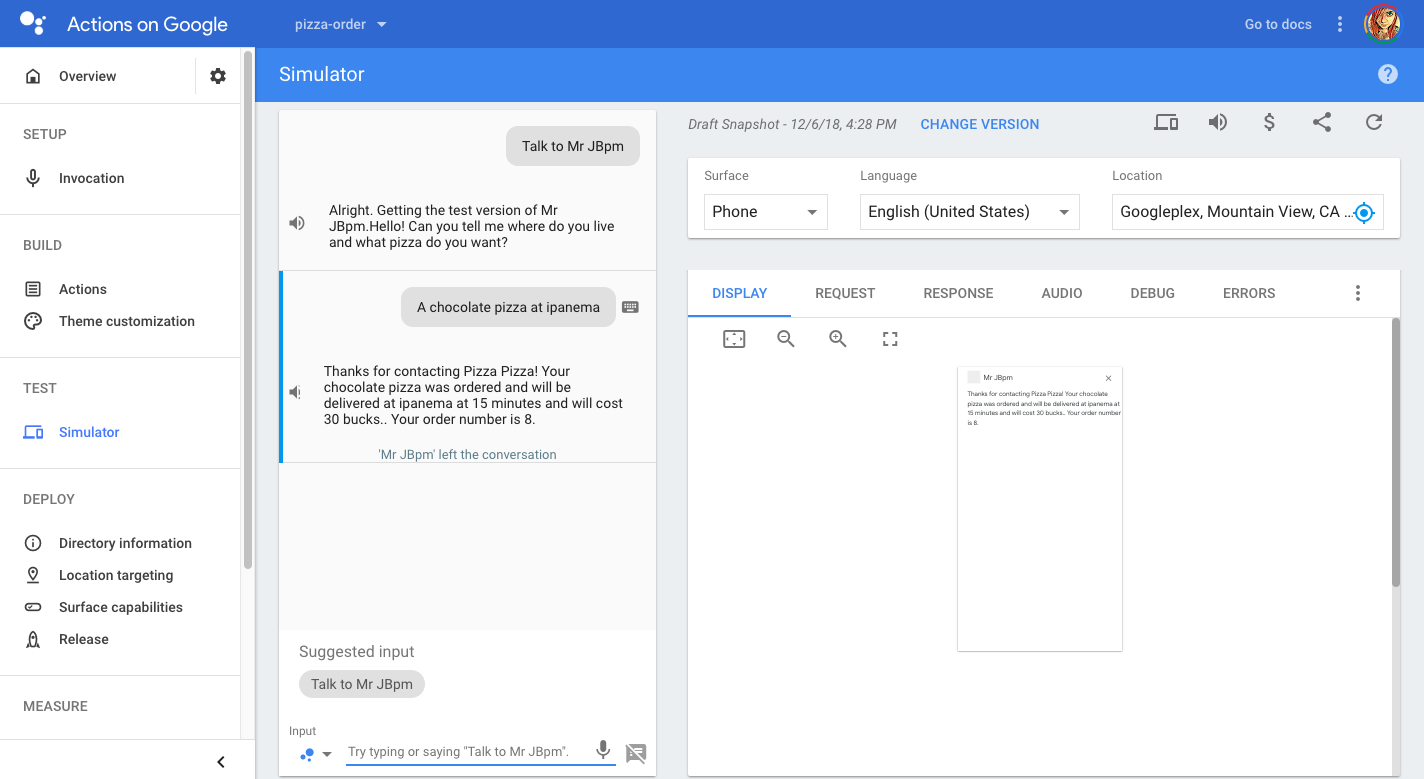 Actions on Google
pizza-order
Go to docs
Overview
SETUP
Invocation
BUILD
Actions
Theme customization
TEST
Simulator
DEPLOY
Directory information
Location targeting
Surface capabilities
Release
MEASURE
Simulator
Talk to Mr JBpm
Alright. Getting the test version of Mr
JBpm.Hello! Can you tell me where do you live
and what pizza do you want?
A chocolate pizza at ipanema
Thanks for contacting Pizza Pizza! Your
chocolate pizza was ordered and will be
delivered at ipanema at 15 minutes and will cost
30 bucks.. Your order number is 8.
'Mr JBpm' left the conversation
Suggested input
Talk to Mr JBpm
Input
Try typing or saying "Talk to Mr JBpm".
Draft Snapshot - 12/6/18, 4:28 PM
CHANGE VERSION
Surface
Language
Location
Phone
English (United States)
Googleplex, Mountain View, CA ...
DISPLAY
REQUEST
RESPONSE
AUDIO
DEBUG
ERRORS
Mr JBpm
Thanks for contacting Pizza Pizza! Your chocolate
pizza was ordered and will be delivered at ipanema at
15 minutes and will cost 30 bucks.. Your order number
is 8.